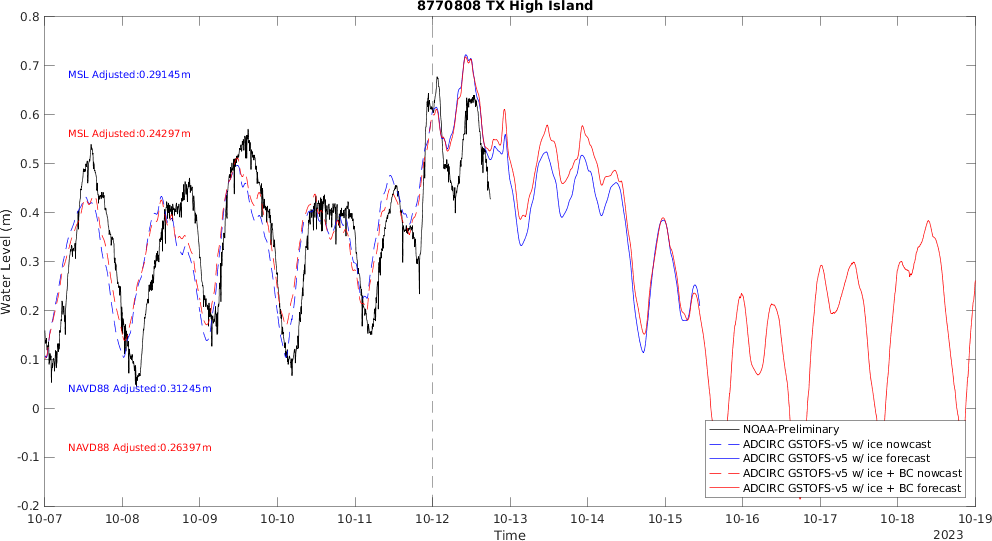 8770808 TX High Island
0.8
0.7
0.6
0.5
0.4
0.3
0.2
0.1
0
-0.1
-0.2
Water Level (m)
MSL Adjusted:0.29145m
MSL Adjusted:0.24297m
NAVD88 Adjusted:0.31245m
NAVD88 Adjusted:0.26397m
NOAA-Preliminary
ADCIRC GSTOFS-v5 w/ ice nowcast
ADCIRC GSTOFS-v5 w/ ice forecast
ADCIRC GSTOFS-v5 w/ ice + BC nowcast
ADCIRC GSTOFS-v5 w/ ice + BC forecast
10-07 10-08 10-09 10-10 10-11 10-12 10-13 10-14 10-15 10-16 10-17 10-18 10-19
Time
2023